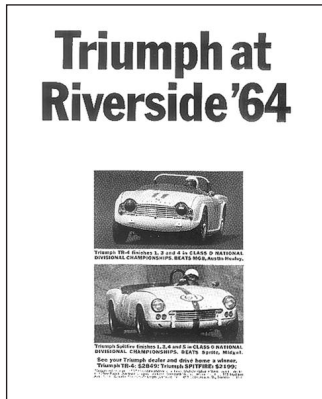 Triumph at
Riverside '64
Triumph TR-4 finishes 1, 3 and 4 in CLASS D NATIONAL
DIVISIONAL CHAMPIONSHIPS. BEATS MGB, Austin Healey.
Triumph Spitfire finishes 1, 3, 4 and 5 in CLASS G NATIONAL
DIVISIONAL CHAMPIONSHIPS. BEATS Sprite, Midget.
See your Triumph dealer and drive home a winner.
Triumph TR-4: $2849; Triumph SPITFIRE: $2199;